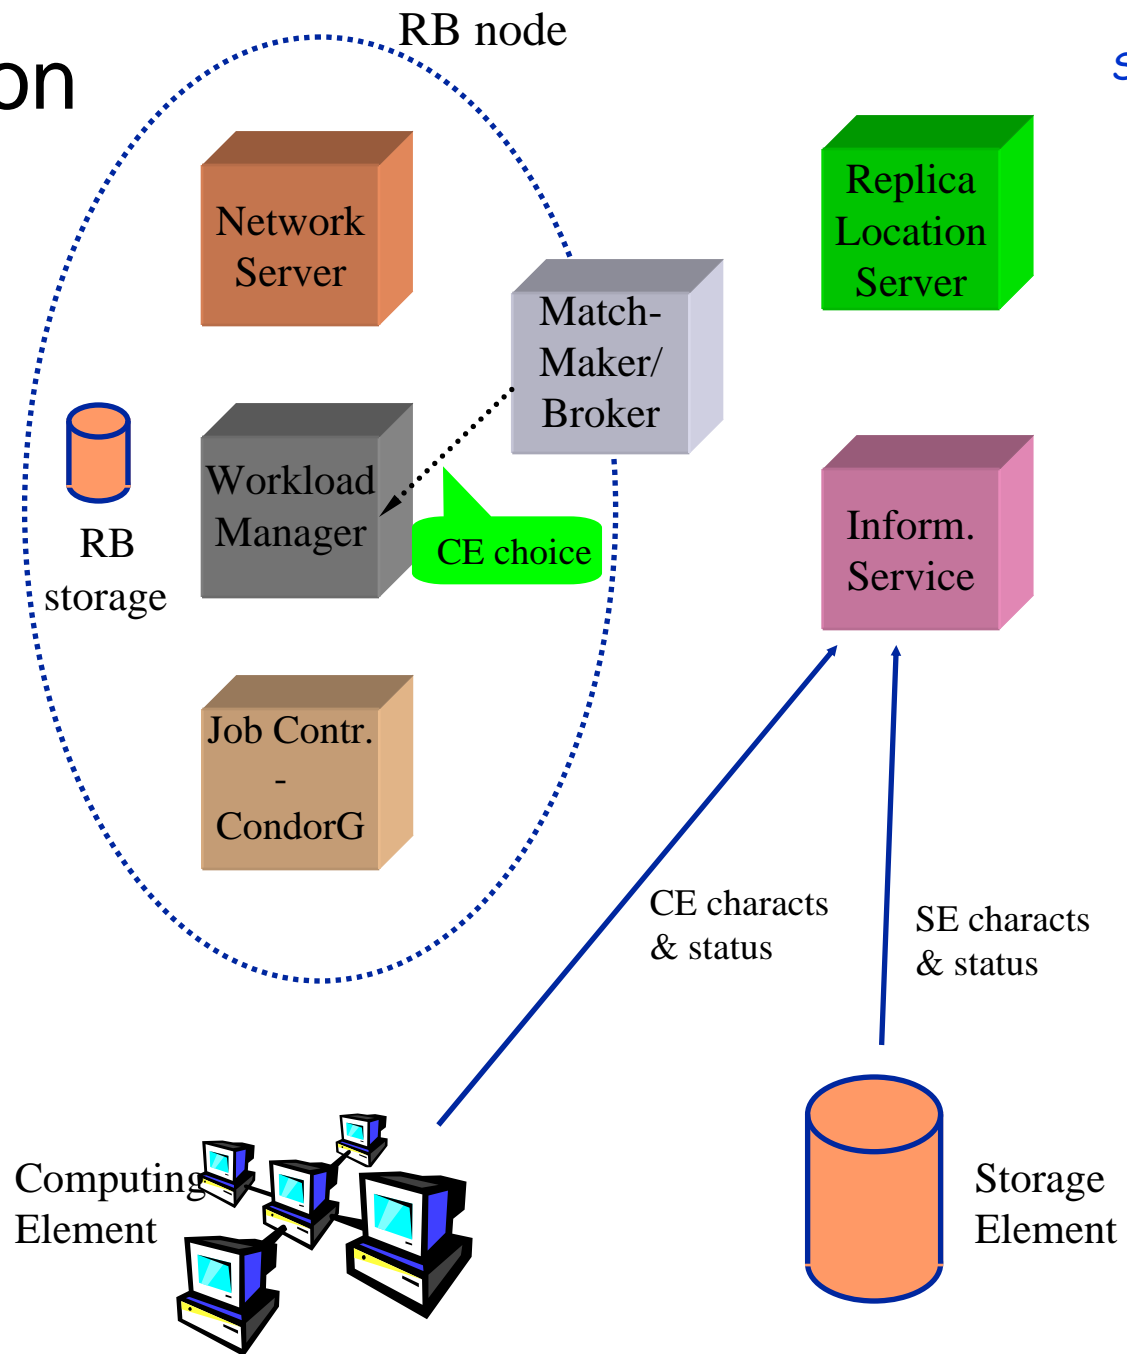 RB node
on
s
Network
Server
Replica
Location
Server
Match-
Maker/
Broker
Workload
Manager
CE choice
RB
storage
Inform.
Service
Job Contr.
-
CondorG
CE characts
& status
SE characts
& status
Computing
Element
Storage
Element